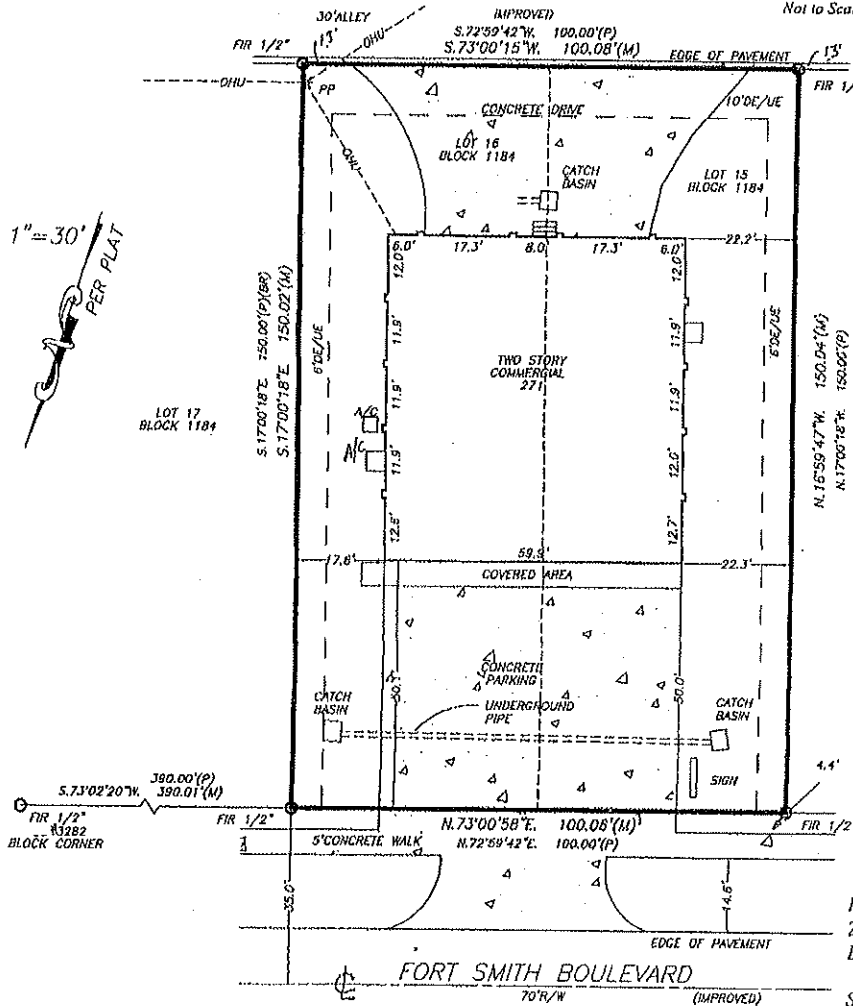 Not to Sca
30'ALLEY
IMPROVED
S.72°59'42"W. 100.00'(P)
S.73°00'15"W. 100.08'(M)
FIR 1/2"
13'
OHU
EDGE OF PAVEMENT
13'
OHU
PP
FIR 1/
10'DE/UE
CONCRETE DRIVE
LOT 16
BLOCK 1184
OHU
CATCH
BASIN
LOT 15
BLOCK 1184
1"=30'
PER PLAT
6.0'
17.3'
8.0
17.3'
6.0'
22.2'
12.0'
12.0'
S.17°00'18"E. 150.00'(P)(BR)
S.17°00'18"E. 150.02'(M)
6'DE/UE
11.9'
11.9'
6'DE/UE
N.16°59'47"W. 150.04'(M)
N.17°00'18"W. 150.00'(P)
TWO STORY
COMMERCIAL
271
LOT 17
BLOCK 1184
11.9'
11.9'
A/C
A/C
11.9'
12.0'
12.7'
59.9'
22.3'
COVERED AREA
CONCRETE
PARKING
50.0'
CATCH
BASIN
UNDERGROUND
PIPE
CATCH
BASIN
SIGN
4.4'
390.00'(P)
S.73°02'20"W. 390.01'(M)
FIR 1/2"
#3282
BLOCK CORNER
FIR 1/2"
N.73°00'58"E. 100.06'(M)
N.72°59'42"E. 100.00'(P)
FIR 1/2
5'CONCRETE WALK
35.0'
14.6'
EDGE OF PAVEMENT
FORT SMITH BOULEVARD
70'R/W
(IMPROVED)